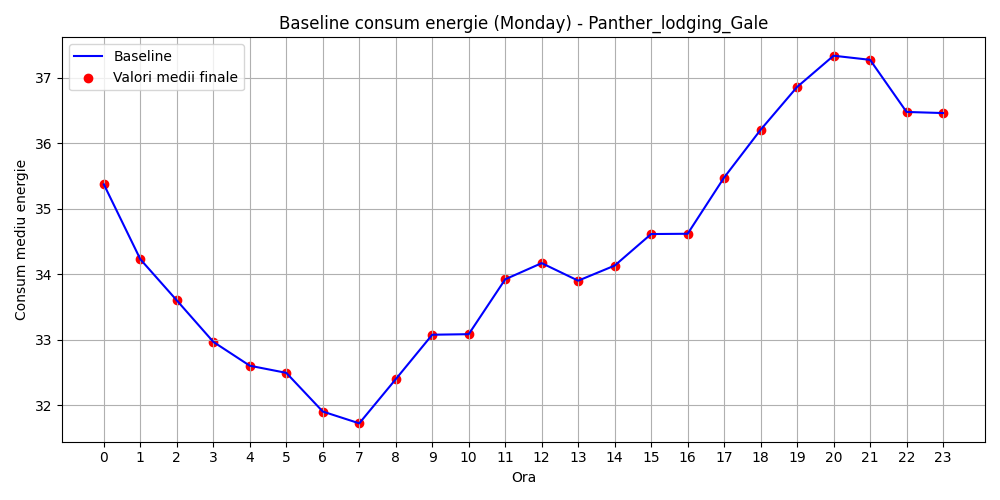 Baseline consum energie (Monday) - Panther_lodging_Gale
Baseline
Valori medii finale
Consum mediu energie
37
36
35
34
33
32
0 1 2 3 4 5 6 7 8 9 10 11 12 13 14 15 16 17 18 19 20 21 22 23
Ora